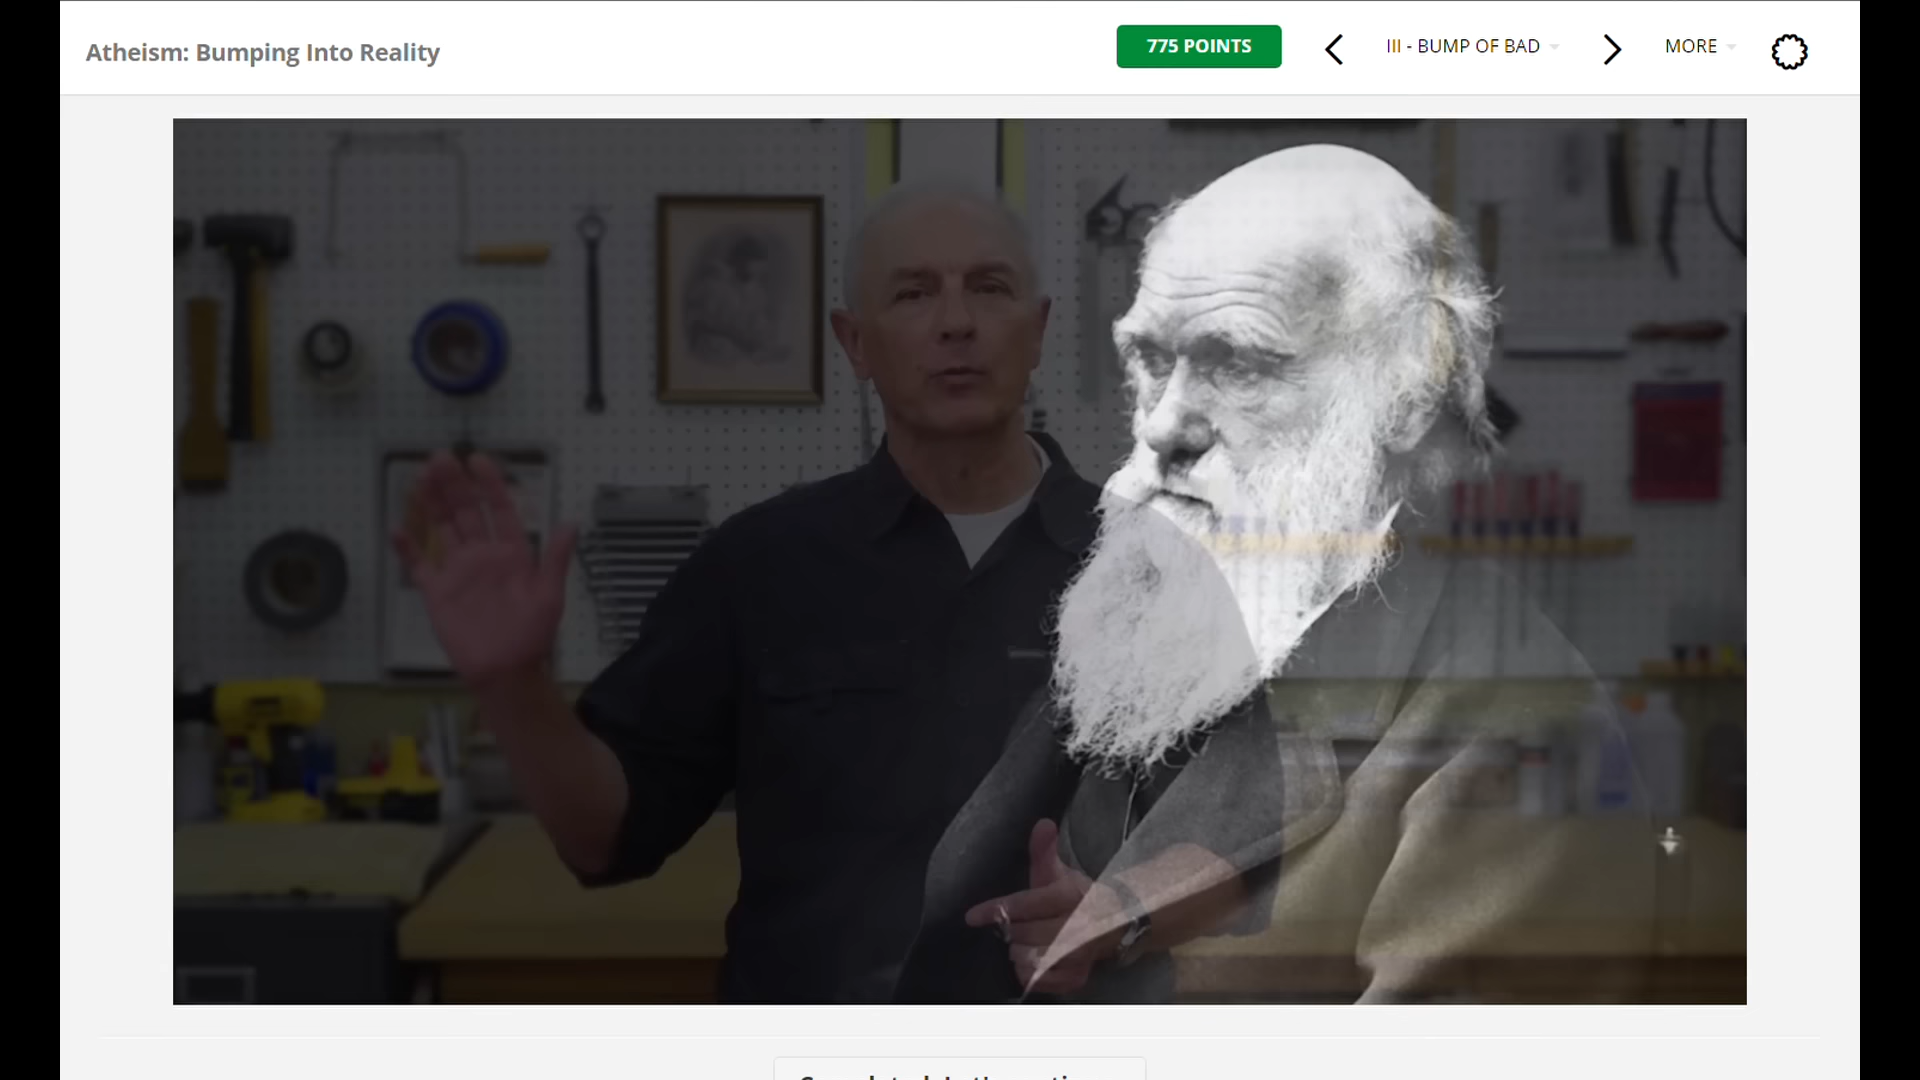 Atheism: Bumping Into Reality
775 POINTS
III - BUMP OF BAD
MORE